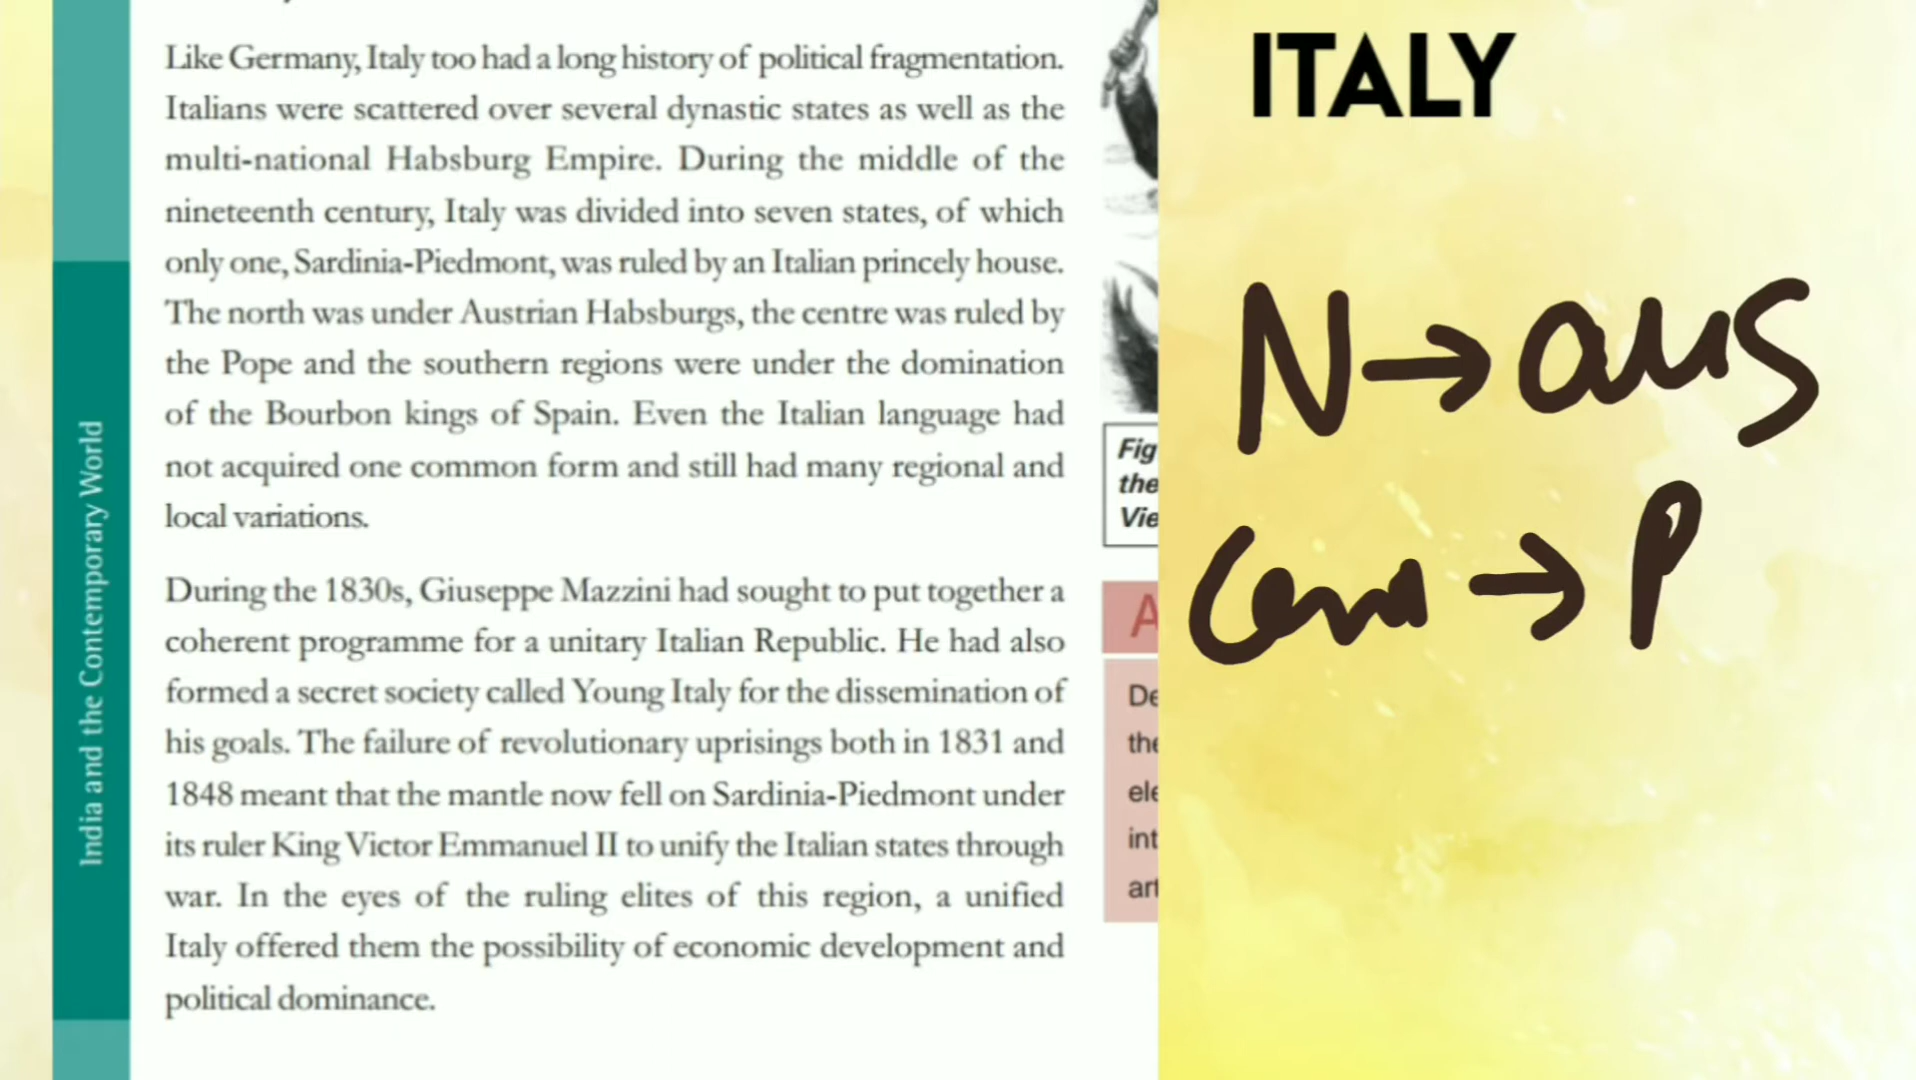 Like Germany, Italy too had a long history of political fragmentation.
Italians were scattered over several dynastic states as well as the
multi-national Habsburg Empire. During the middle of the
nineteenth century, Italy was divided into seven states, of which
only one, Sardinia-Piedmont, was ruled by an Italian princely house.
The north was under Austrian Habsburgs, the centre was ruled by
the Pope and the southern regions were under the domination
of the Bourbon kings of Spain. Even the Italian language had
not acquired one common form and still had many regional and
local variations.
During the 1830s, Giuseppe Mazzini had sought to put together a
coherent programme for a unitary Italian Republic. He had also
formed a secret society called Young Italy for the dissemination of
his goals. The failure of revolutionary uprisings both in 1831 and
1848 meant that the mantle now fell on Sardinia-Piedmont under
its ruler King Victor Emmanuel II to unify the Italian states through
war. In the eyes of the ruling elites of this region, a unified
Italy offered them the possibility of economic development and
political dominance.
India and the Contemporary World
Fig
the
Vie
A
De
the
ele
int
art
ITALY
N → aus
→ P